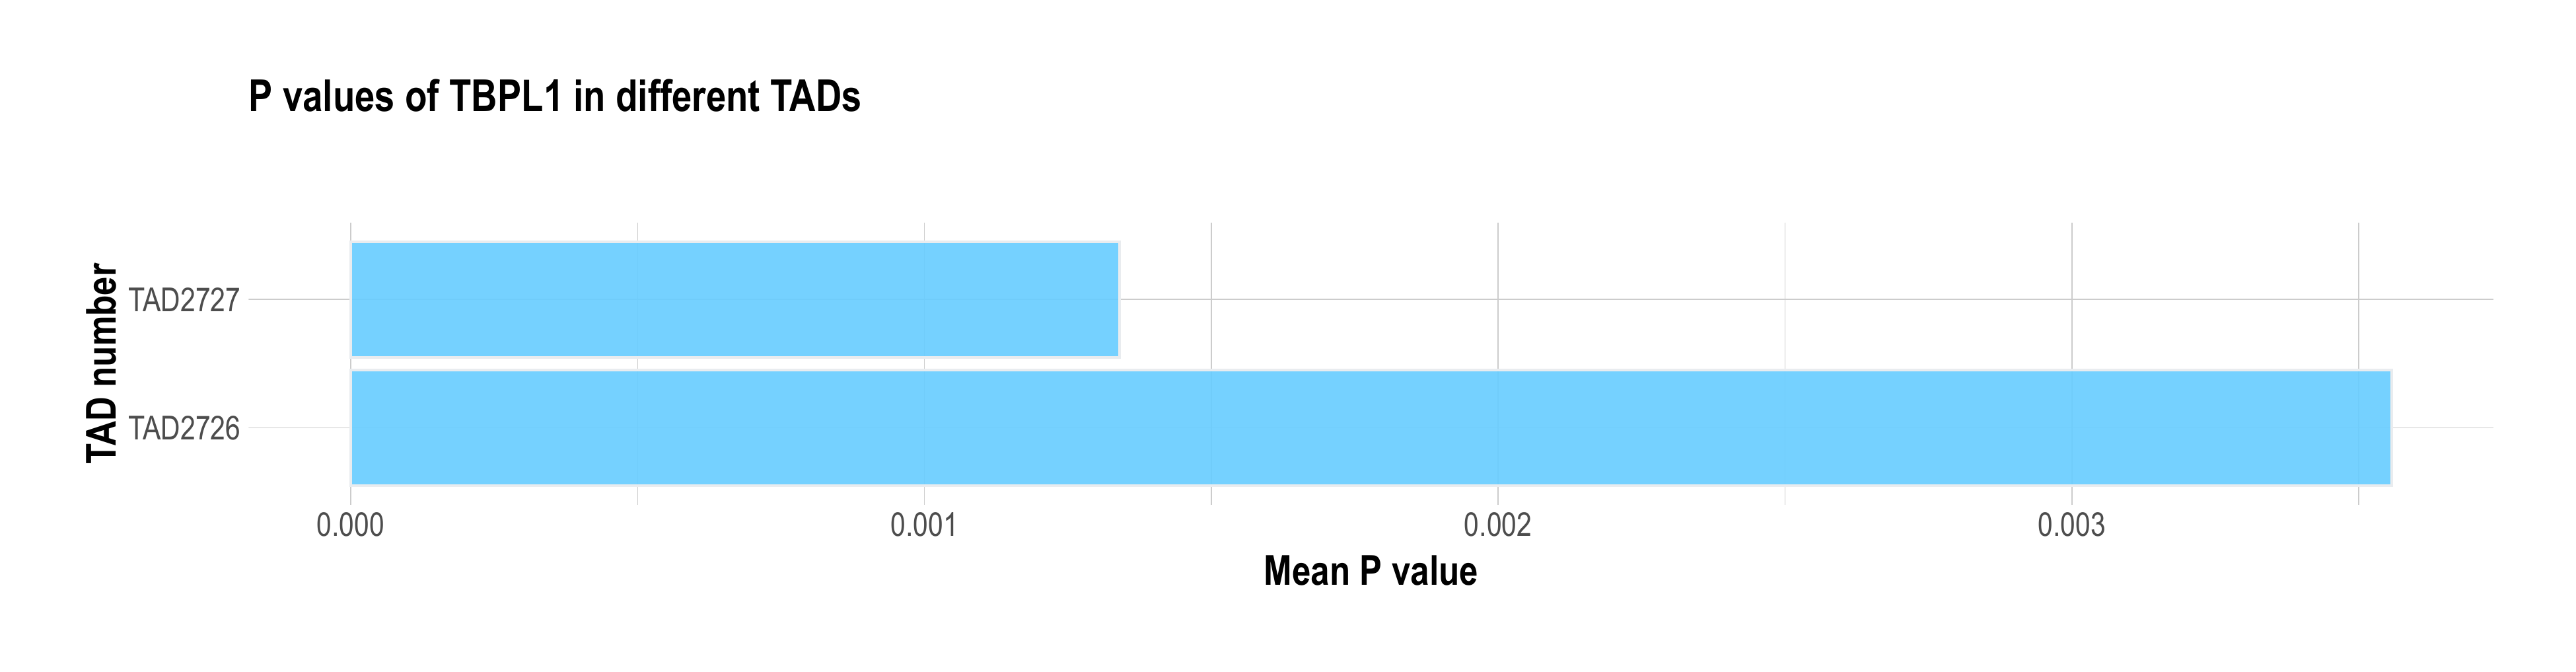 P values of TBPL1 in different TADs
TAD number
TAD2727
TAD2726
0.000 0.001 0.002 0.003
Mean P value